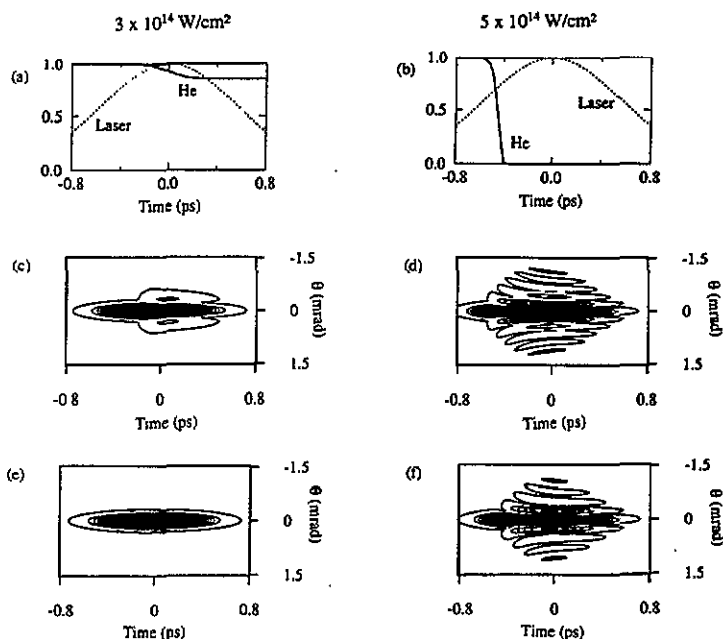 3 x 10¹⁴ W/cm²
5 x 10¹⁴ W/cm²
(a)
1.0
0.5
0.0
Laser
He
-0.8
0.0
0.8
Time (ps)
(b)
1.0
0.5
0.0
Laser
He
-0.8
0.0
0.8
Time (ps)
(c)
-1.5
0
1.5
θ (mrad)
-0.8
0
0.8
Time (ps)
(d)
-1.5
0
1.5
θ (mrad)
-0.8
0
0.8
Time (ps)
(e)
-1.5
0
1.5
θ (mrad)
-0.8
0
0.8
Time (ps)
(f)
-1.5
0
1.5
θ (mrad)
-0.8
0
0.8
Time (ps)